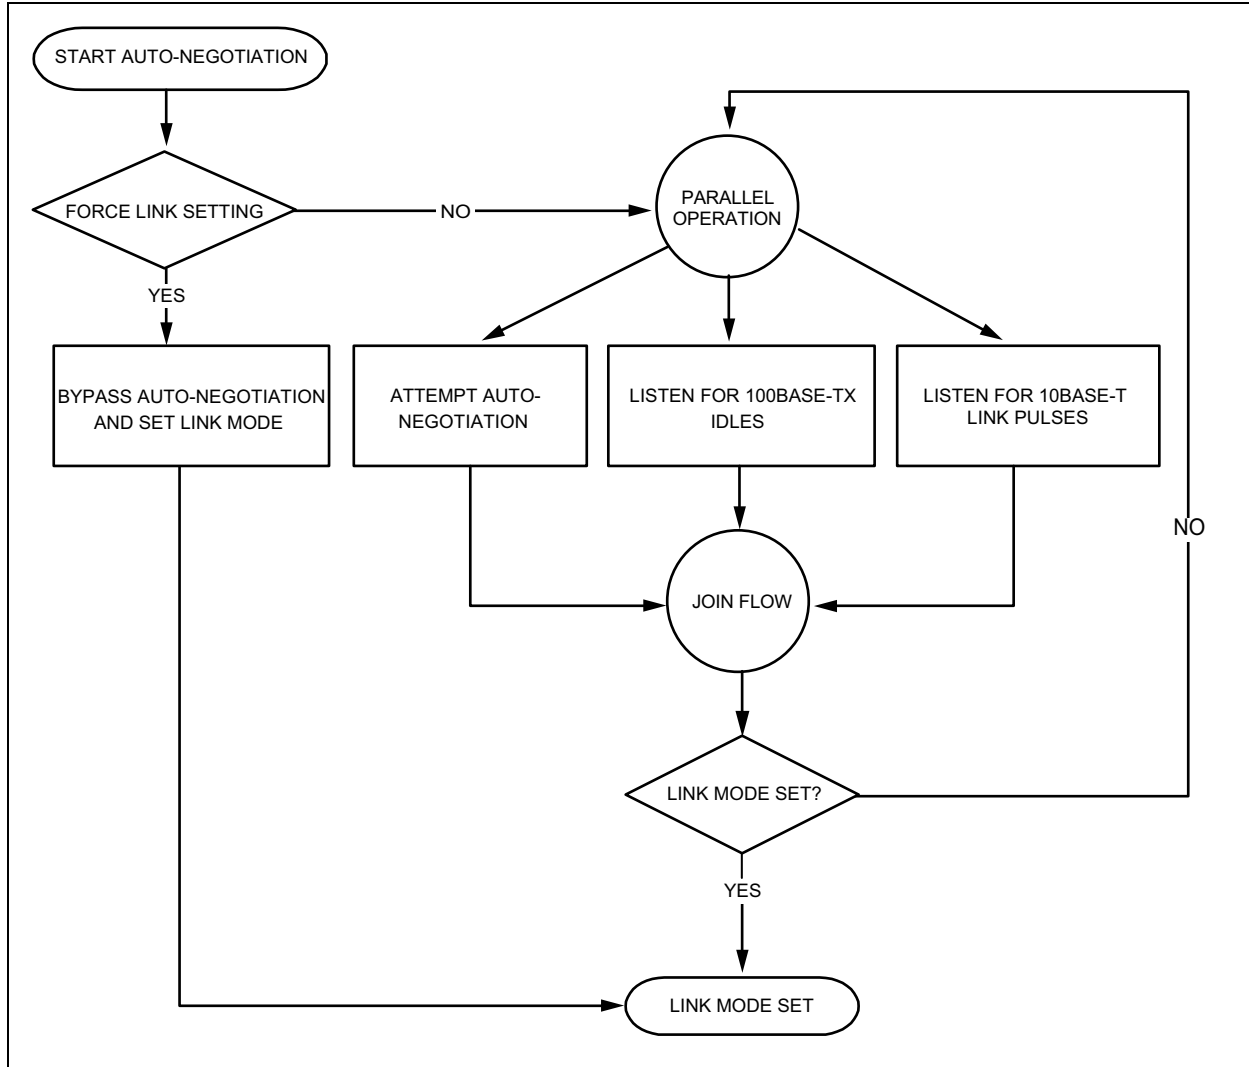 START AUTO-NEGOTIATION
FORCE LINK SETTING
NO
PARALLEL
OPERATION
YES
BYPASS AUTO-NEGOTIATION
AND SET LINK MODE
ATTEMPT AUTO-
NEGOTIATION
LISTEN FOR 100BASE-TX
IDLES
LISTEN FOR 10BASE-T
LINK PULSES
NO
JOIN FLOW
LINK MODE SET?
YES
LINK MODE SET